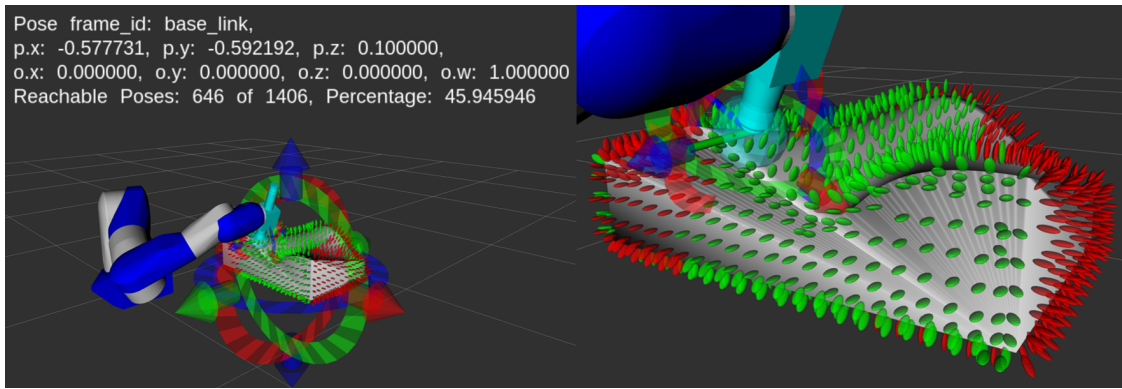 Pose frame_id: base_link,
p.x: -0.577731, p.y: -0.592192, p.z: 0.100000,
o.x: 0.000000, o.y: 0.000000, o.z: 0.000000, o.w: 1.000000
Reachable Poses: 646 of 1406, Percentage: 45.945946